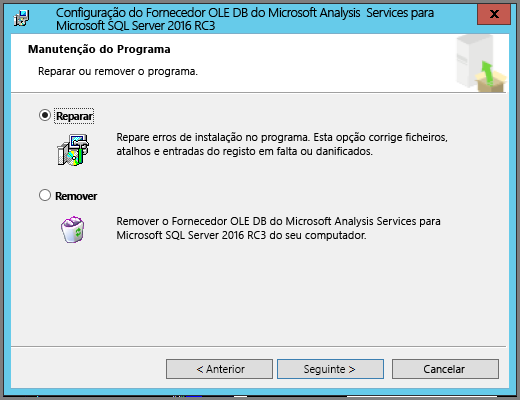 Configuração do Fornecedor OLE DB do Microsoft Analysis Services para
Microsoft SQL Server 2016 RC3
X
Manutenção do Programa
Reparar ou remover o programa.
Reparar
Repare erros de instalação no programa. Esta opção corrige ficheiros,
atalhos e entradas do registo em falta ou danificados.
Remover
Remover o Fornecedor OLE DB do Microsoft Analysis Services para
Microsoft SQL Server 2016 RC3 do seu computador.
< Anterior
Seguinte >
Cancelar